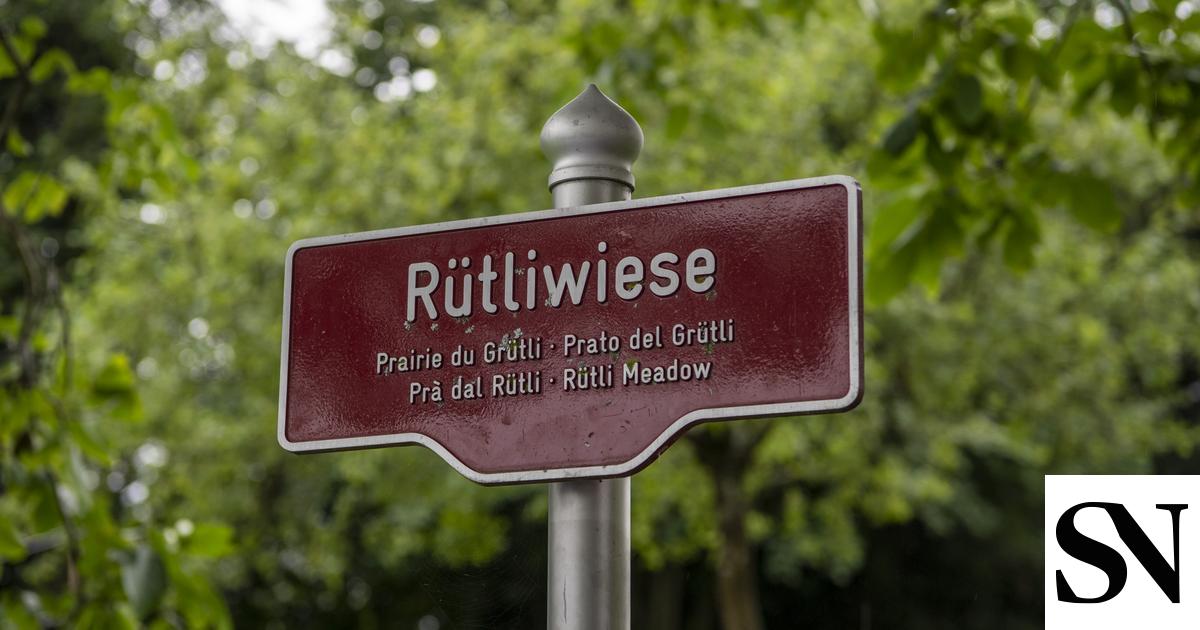 Rütliwiese
Prairie du Grütli · Prato del Grütli
Prà dal Rütli · Rütli Meadow
SN